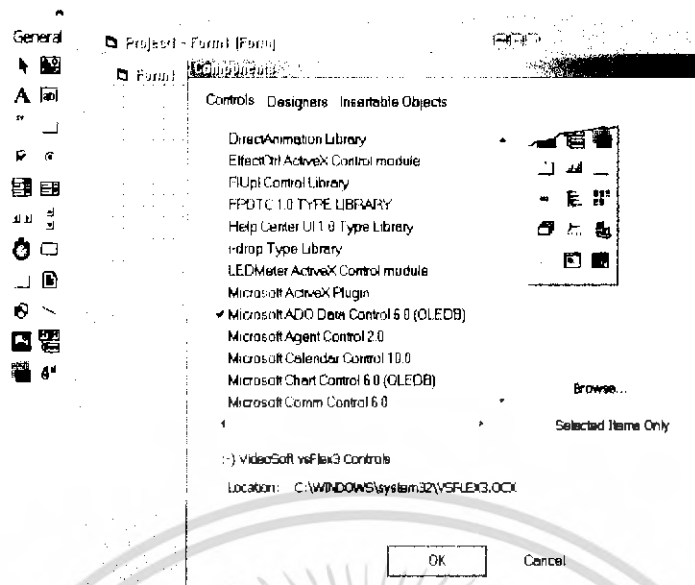 General
Project - Form1 [Form]
Form1
Components
Controls Designers Insertable Objects
DirectAnimation Library
EffectCtrl ActiveX Control module
FlUpl Control Library
FPDTC 1.0 TYPE LIBRARY
Help Center UI 1.0 Type Library
i-drop Type Library
LEDMeter ActiveX Control module
Microsoft ActiveX Plugin
Microsoft ADO Data Control 6.0 (OLEDB)
Microsoft Agent Control 2.0
Microsoft Calendar Control 10.0
Microsoft Chart Control 6.0 (OLEDB)
Microsoft Comm Control 6.0
Browse...
Selected Items Only
:-) VideoSoft vsFlex3 Controls
Location: C:\WINDOWS\system32\VSFLEX3.OCX
OK Cancel